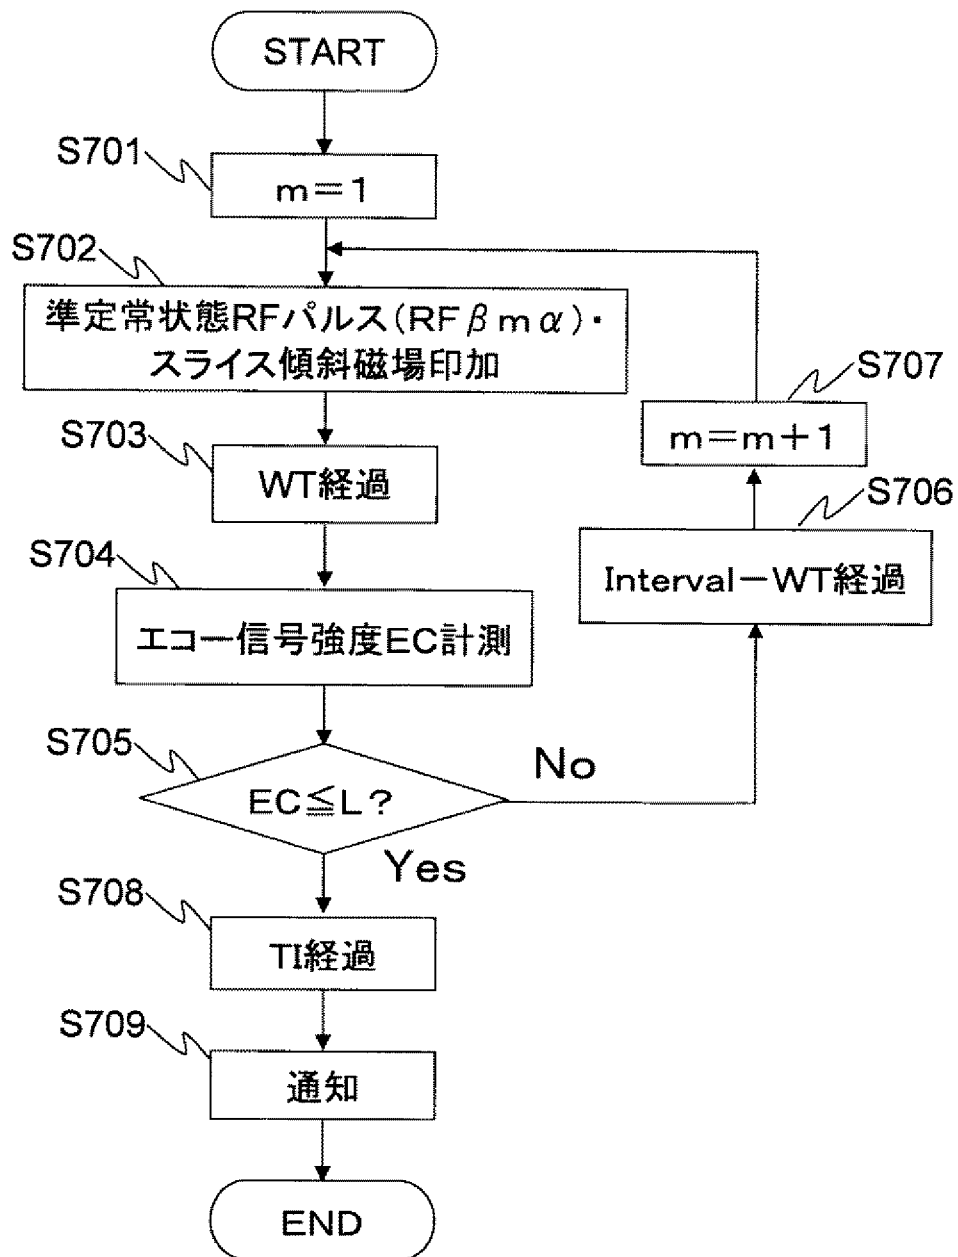 START
S701
m＝1
S702
準定常状態RFパルス(RFβmα)・
スライス傾斜磁場印加
S703
WT経過
S704
エコー信号強度EC計測
S705
EC≦L？
No
Yes
S706
Interval－WT経過
S707
m＝m＋1
S708
TI経過
S709
通知
END